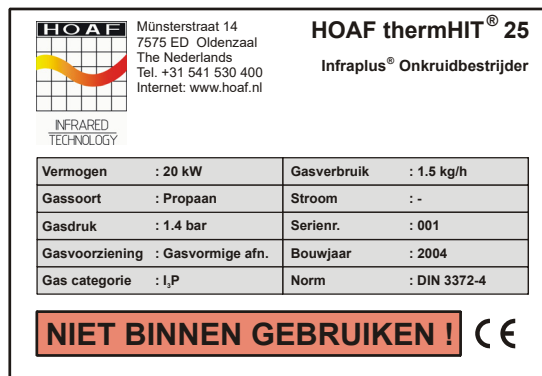 HOAF
INFRARED
TECHNOLOGY
Münsterstraat 14
7575 ED Oldenzaal
The Nederlands
Tel. +31 541 530 400
Internet: www.hoaf.nl
HOAF thermHIT® 25
Infraplus® Onkruidbestrijder
Vermogen : 20 kW Gasverbruik : 1.5 kg/h
Gassoort : Propaan Stroom : -
Gasdruk : 1.4 bar Serienr. : 001
Gasvoorziening : Gasvormige afn. Bouwjaar : 2004
Gas categorie : I₃P Norm : DIN 3372-4
NIET BINNEN GEBRUIKEN ! CE